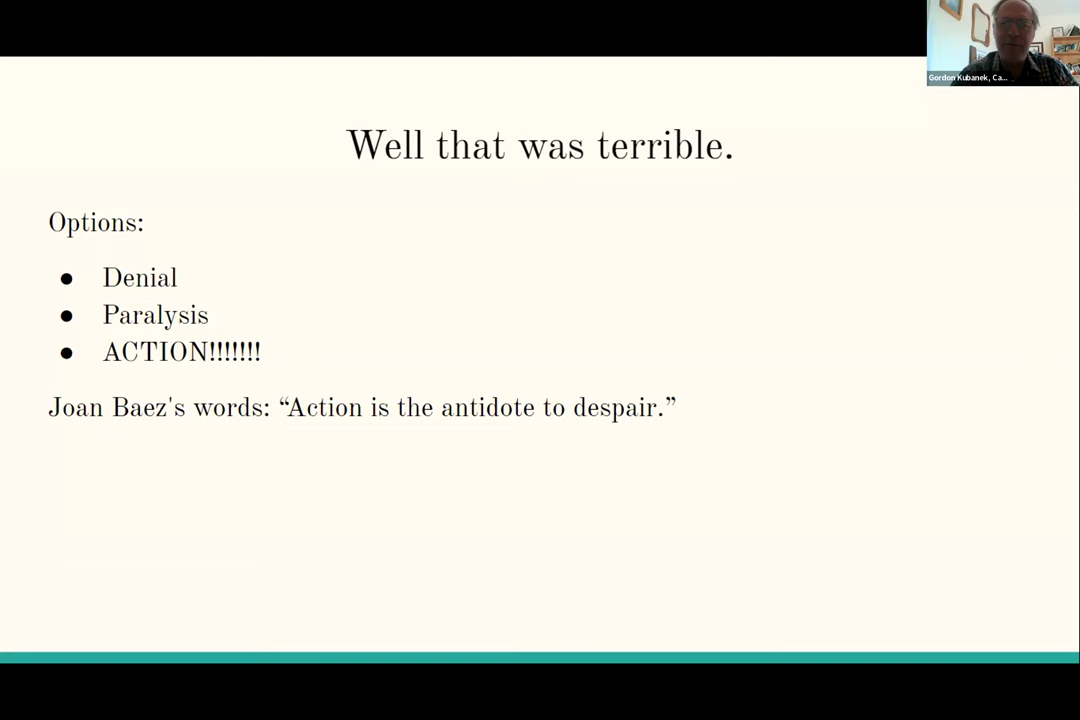 Gordon Kubanek, Ca...
Well that was terrible.
Options:
● Denial
● Paralysis
● ACTION!!!!!!!
Joan Baez's words: “Action is the antidote to despair.”